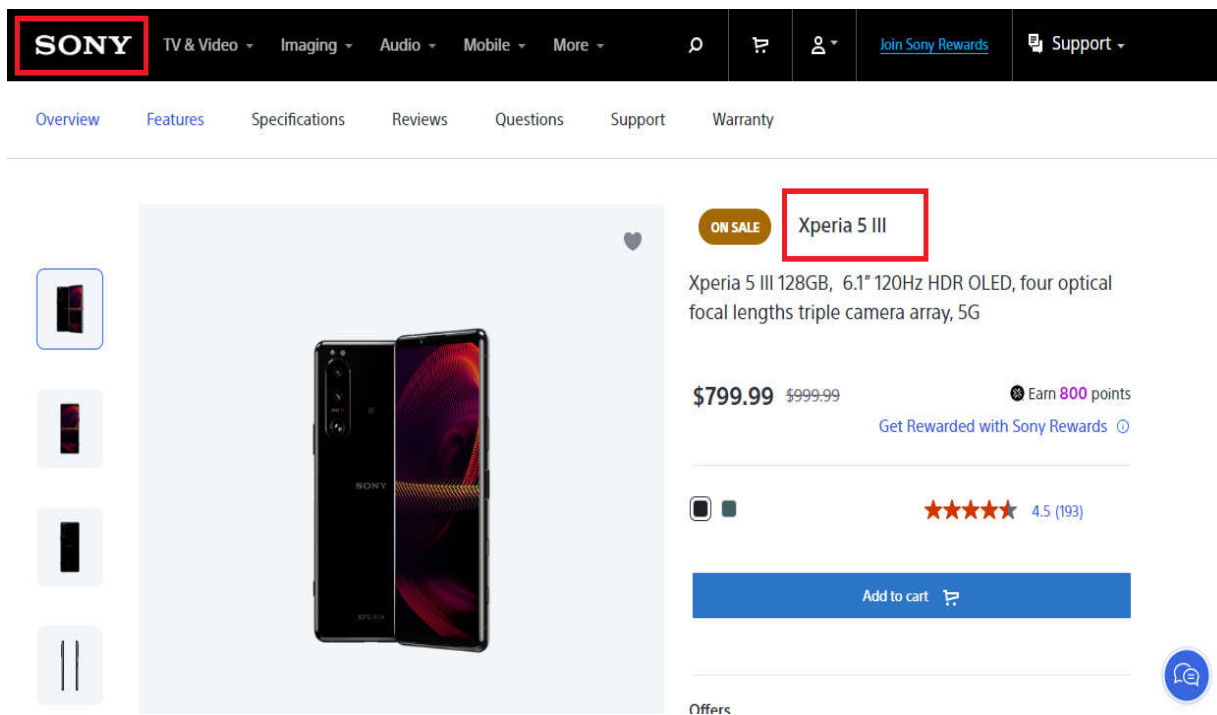 SONY TV & Video Imaging Audio Mobile More Join Sony Rewards Support
Overview Features Specifications Reviews Questions Support Warranty
ON SALE Xperia 5 III
Xperia 5 III 128GB, 6.1" 120Hz HDR OLED, four optical
focal lengths triple camera array, 5G
$799.99 $999.99 Earn 800 points
Get Rewarded with Sony Rewards
SONY
XPERIA
4.5 (193)
Add to cart
Offers